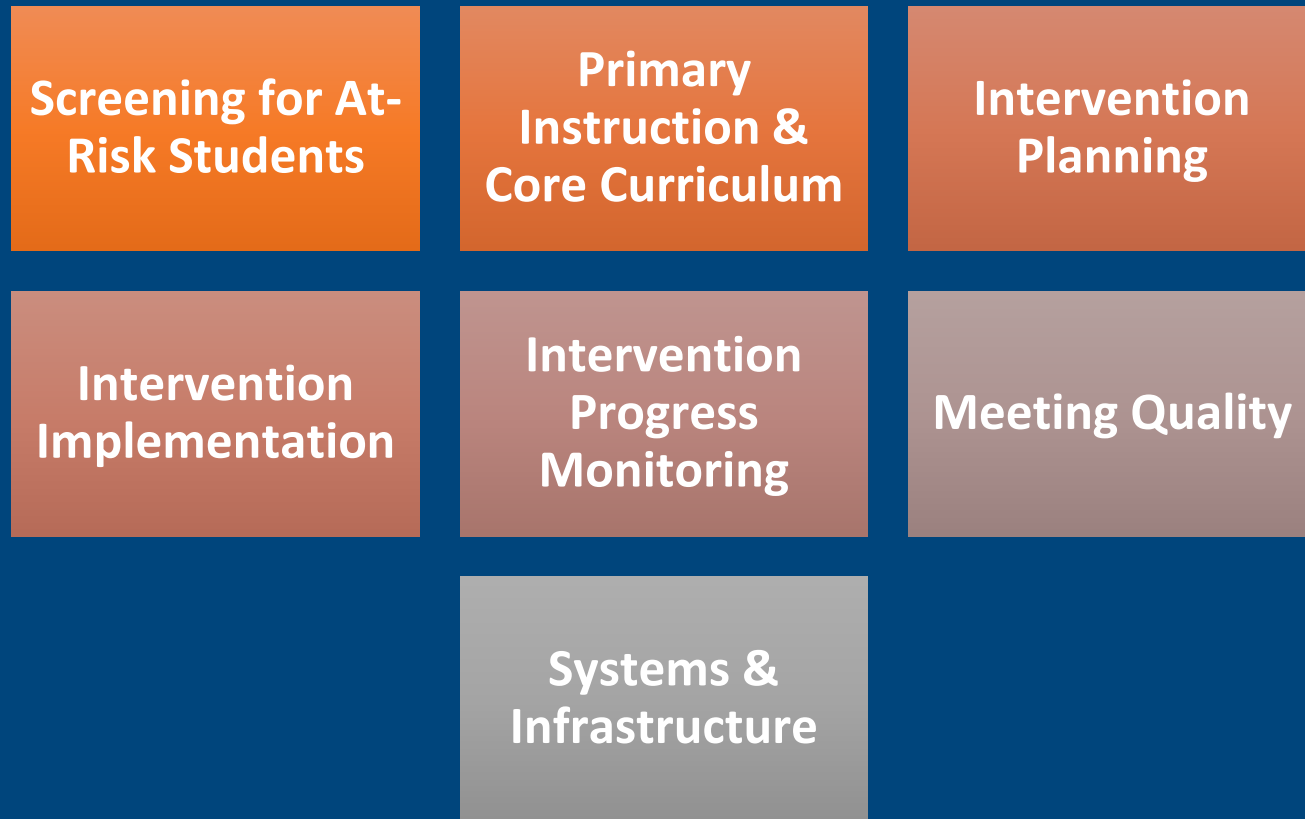 Screening for At-
Risk Students
Primary
Instruction &
Core Curriculum
Intervention
Planning
Intervention
Implementation
Intervention
Progress
Monitoring
Meeting Quality
Systems &
Infrastructure